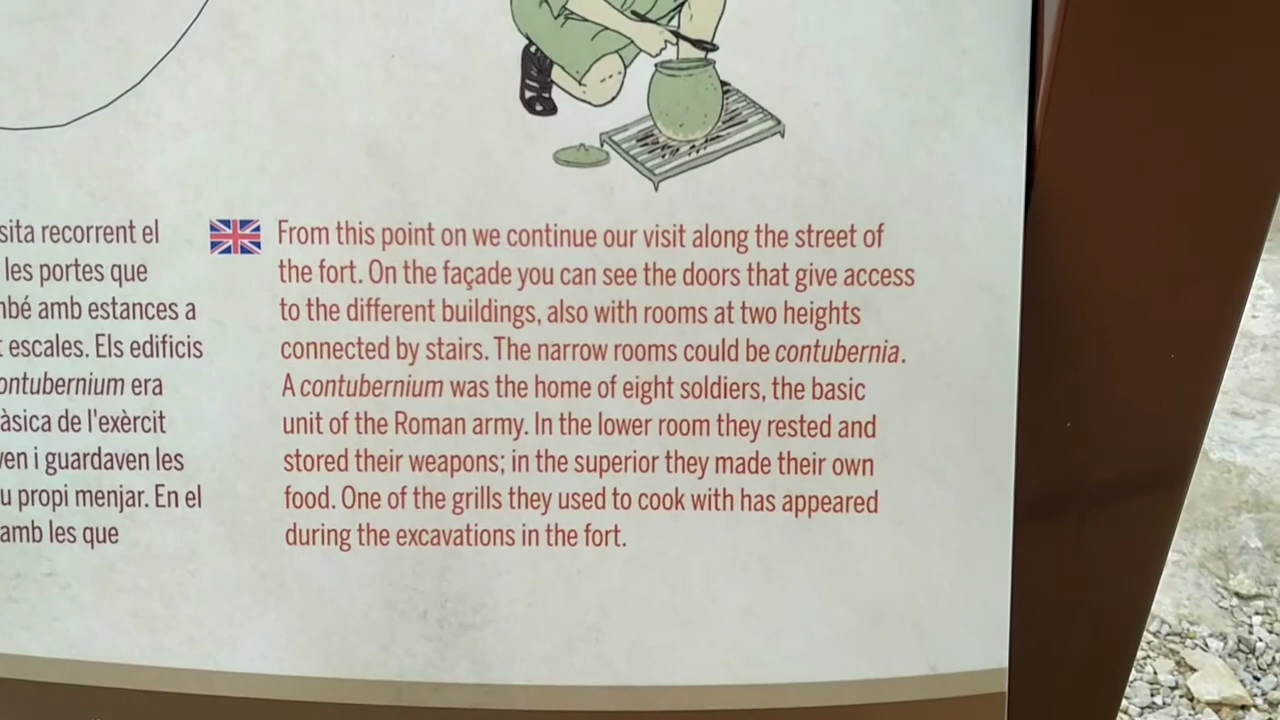 sita recorrent el
les portes que
amb estances a
escales. Els edificis
contubernium era
àsica de l'exèrcit
i guardaven les
propi menjar. En el
amb les que
From this point on we continue our visit along the street of
the fort. On the façade you can see the doors that give access
to the different buildings, also with rooms at two heights
connected by stairs. The narrow rooms could be contubernia.
A contubernium was the home of eight soldiers, the basic
unit of the Roman army. In the lower room they rested and
stored their weapons; in the superior they made their own
food. One of the grills they used to cook with has appeared
during the excavations in the fort.